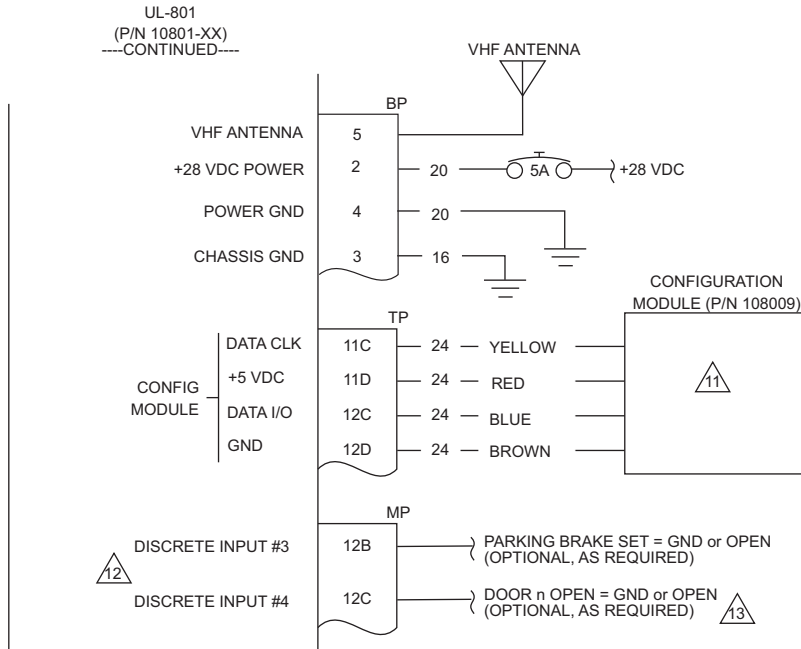 UL-801
(P/N 10801-XX)
----CONTINUED----
VHF ANTENNA
BP
VHF ANTENNA 5
+28 VDC POWER 2 20 5A +28 VDC
POWER GND 4 20
CHASSIS GND 3 16
CONFIGURATION
MODULE (P/N 108009)
TP
CONFIG
MODULE
DATA CLK 11C 24 YELLOW
+5 VDC 11D 24 RED
DATA I/O 12C 24 BLUE
GND 12D 24 BROWN
11
MP
DISCRETE INPUT #3 12B PARKING BRAKE SET = GND or OPEN
(OPTIONAL, AS REQUIRED)
12
DISCRETE INPUT #4 12C DOOR n OPEN = GND or OPEN
(OPTIONAL, AS REQUIRED) 13